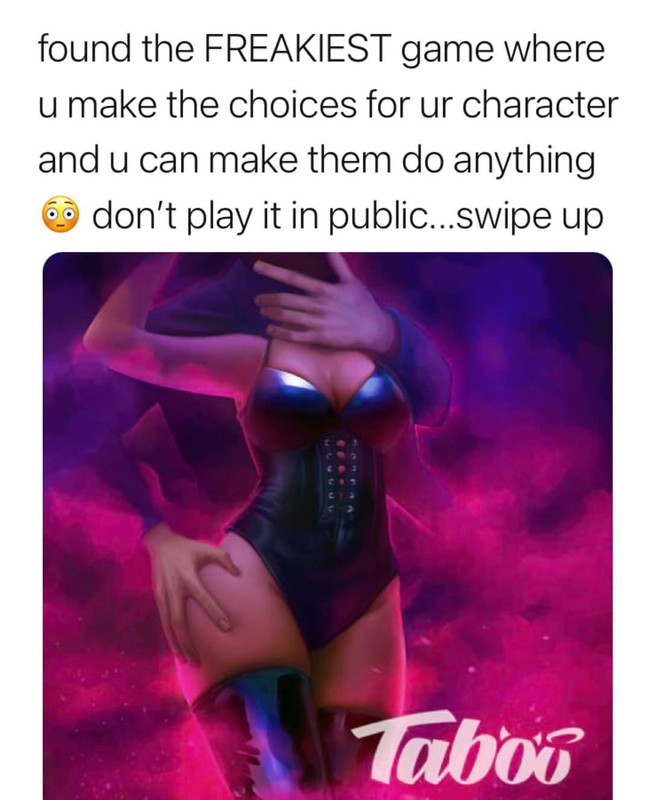 found the FREAKIEST game where
u make the choices for ur character
and u can make them do anything
😳 don’t play it in public...swipe up
Taboo